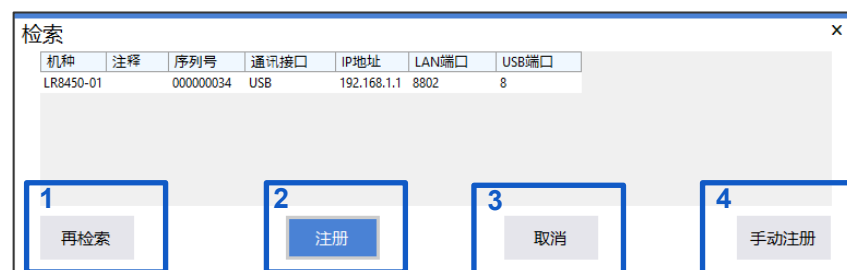 检索 x
机种 注释 序列号 通讯接口 IP地址 LAN端口 USB端口
LR8450-01 000000034 USB 192.168.1.1 8802 8
1 2 3 4
再检索 注册 取消 手动注册